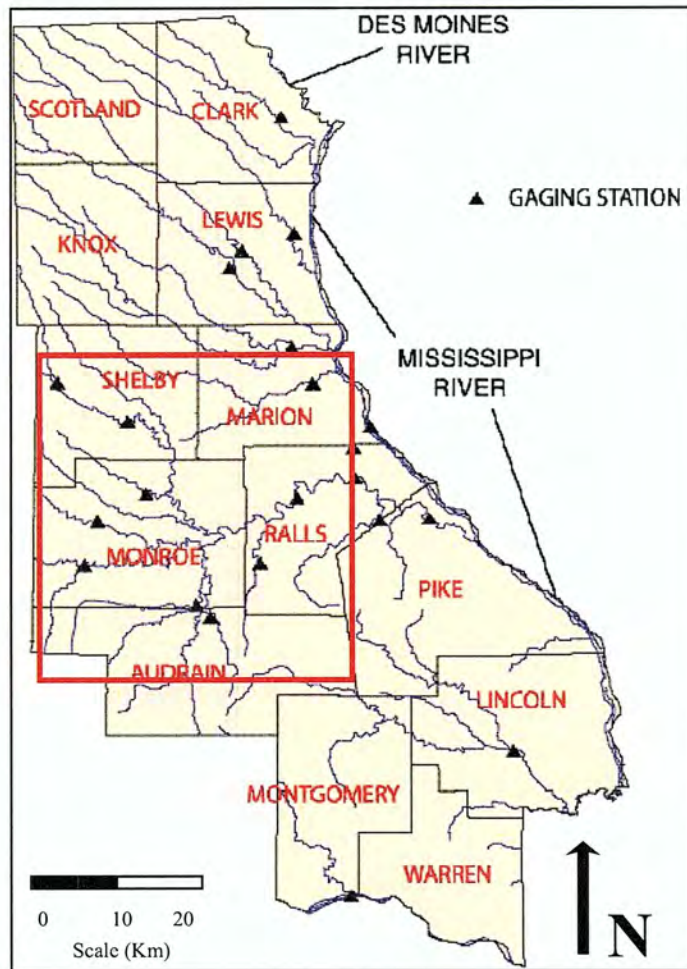 DES MOINES
RIVER
SCOTLAND
CLARK
GAGING STATION
LEWIS
KNOX
MISSISSIPPI
RIVER
SHELBY
MARION
RALLS
MONROE
PIKE
AUDRAIN
LINCOLN
MONTGOMERY
WARREN
0 10 20
Scale (Km)
N